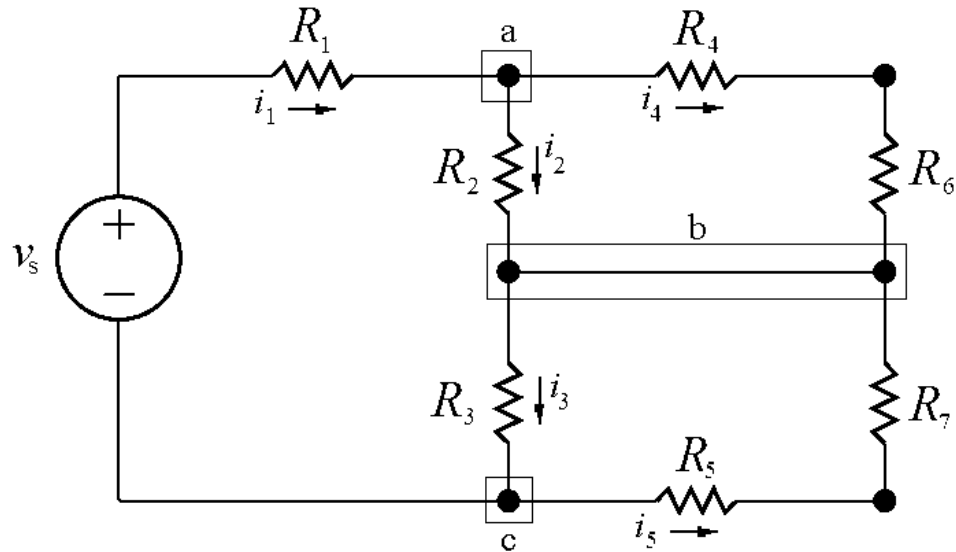 R₁
a
R₄
i₁
i₄
R₂
i₂
R₆
b
+
vₛ
−
R₃
i₃
R₇
R₅
i₅
c